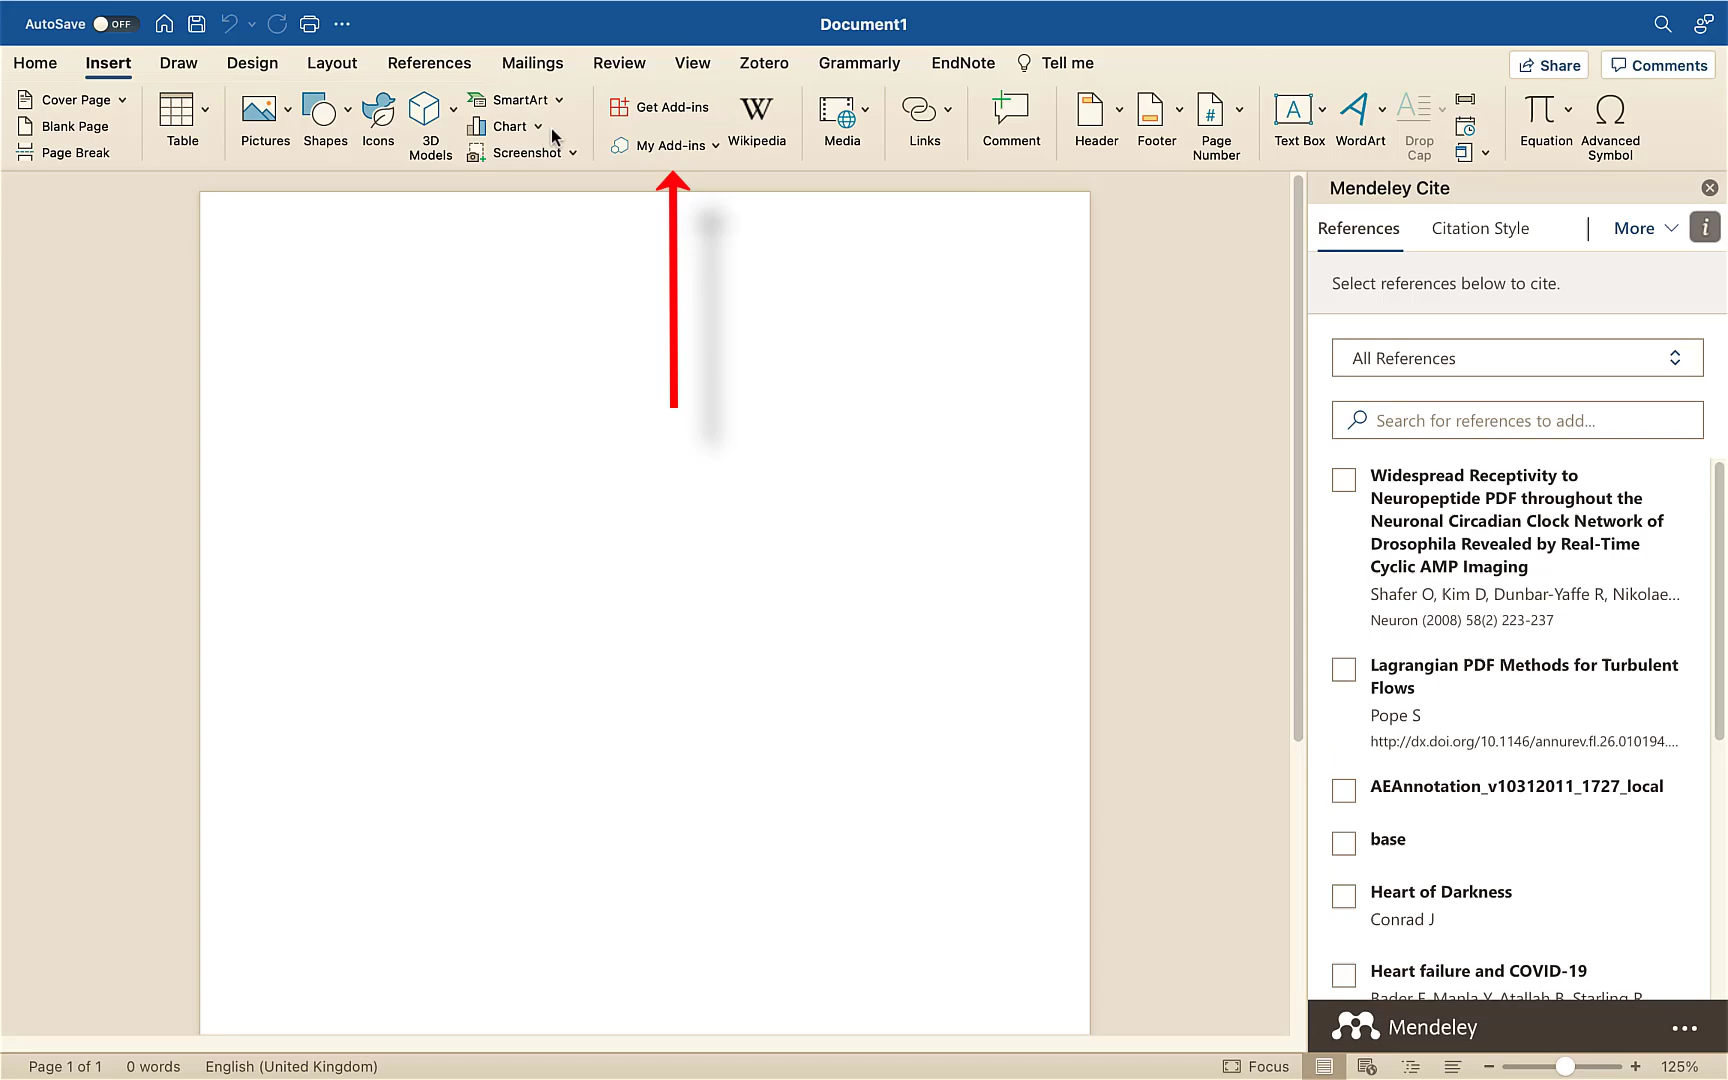 AutoSave OFF
Document1
Home Insert Draw Design Layout References Mailings Review View Zotero Grammarly EndNote Tell me
Share Comments
Cover Page
Blank Page
Page Break
Table
Pictures
Shapes
Icons
3D
Models
SmartArt
Chart
Screenshot
Get Add-ins
My Add-ins
W
Wikipedia
Media
Links
Comment
Header
Footer
#
Page
Number
A
Text Box
A
WordArt
A
Drop
Cap
π
Equation
Ω
Advanced
Symbol
Mendeley Cite
References Citation Style | More i
Select references below to cite.
All References
Search for references to add...
Widespread Receptivity to
Neuropeptide PDF throughout the
Neuronal Circadian Clock Network of
Drosophila Revealed by Real-Time
Cyclic AMP Imaging
Shafer O, Kim D, Dunbar-Yaffe R, Nikolae...
Neuron (2008) 58(2) 223-237
Lagrangian PDF Methods for Turbulent
Flows
Pope S
http://dx.doi.org/10.1146/annurev.fl.26.010194....
AEAnnotation_v10312011_1727_local
base
Heart of Darkness
Conrad J
Heart failure and COVID-19
Bader F, Manla Y, Atallah B, Starling R
Mendeley
Page 1 of 1 0 words English (United Kingdom) Focus 125%